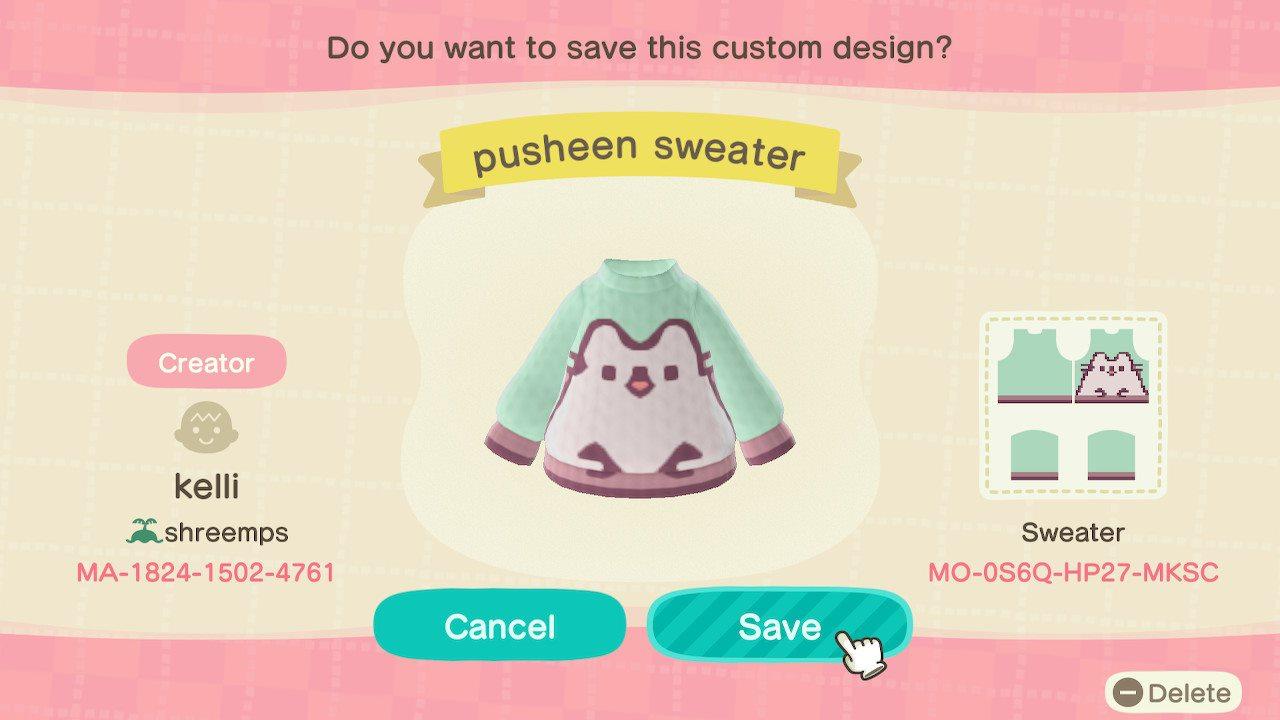 Do you want to save this custom design?
pusheen sweater
Creator
kelli
shreemps
MA-1824-1502-4761
Sweater
MO-0S6Q-HP27-MKSC
Cancel
Save
Delete